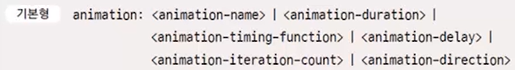 기본형 animation: <animation-name> | <animation-duration> |
<animation-timing-function> | <animation-delay> |
<animation-iteration-count> | <animation-direction>